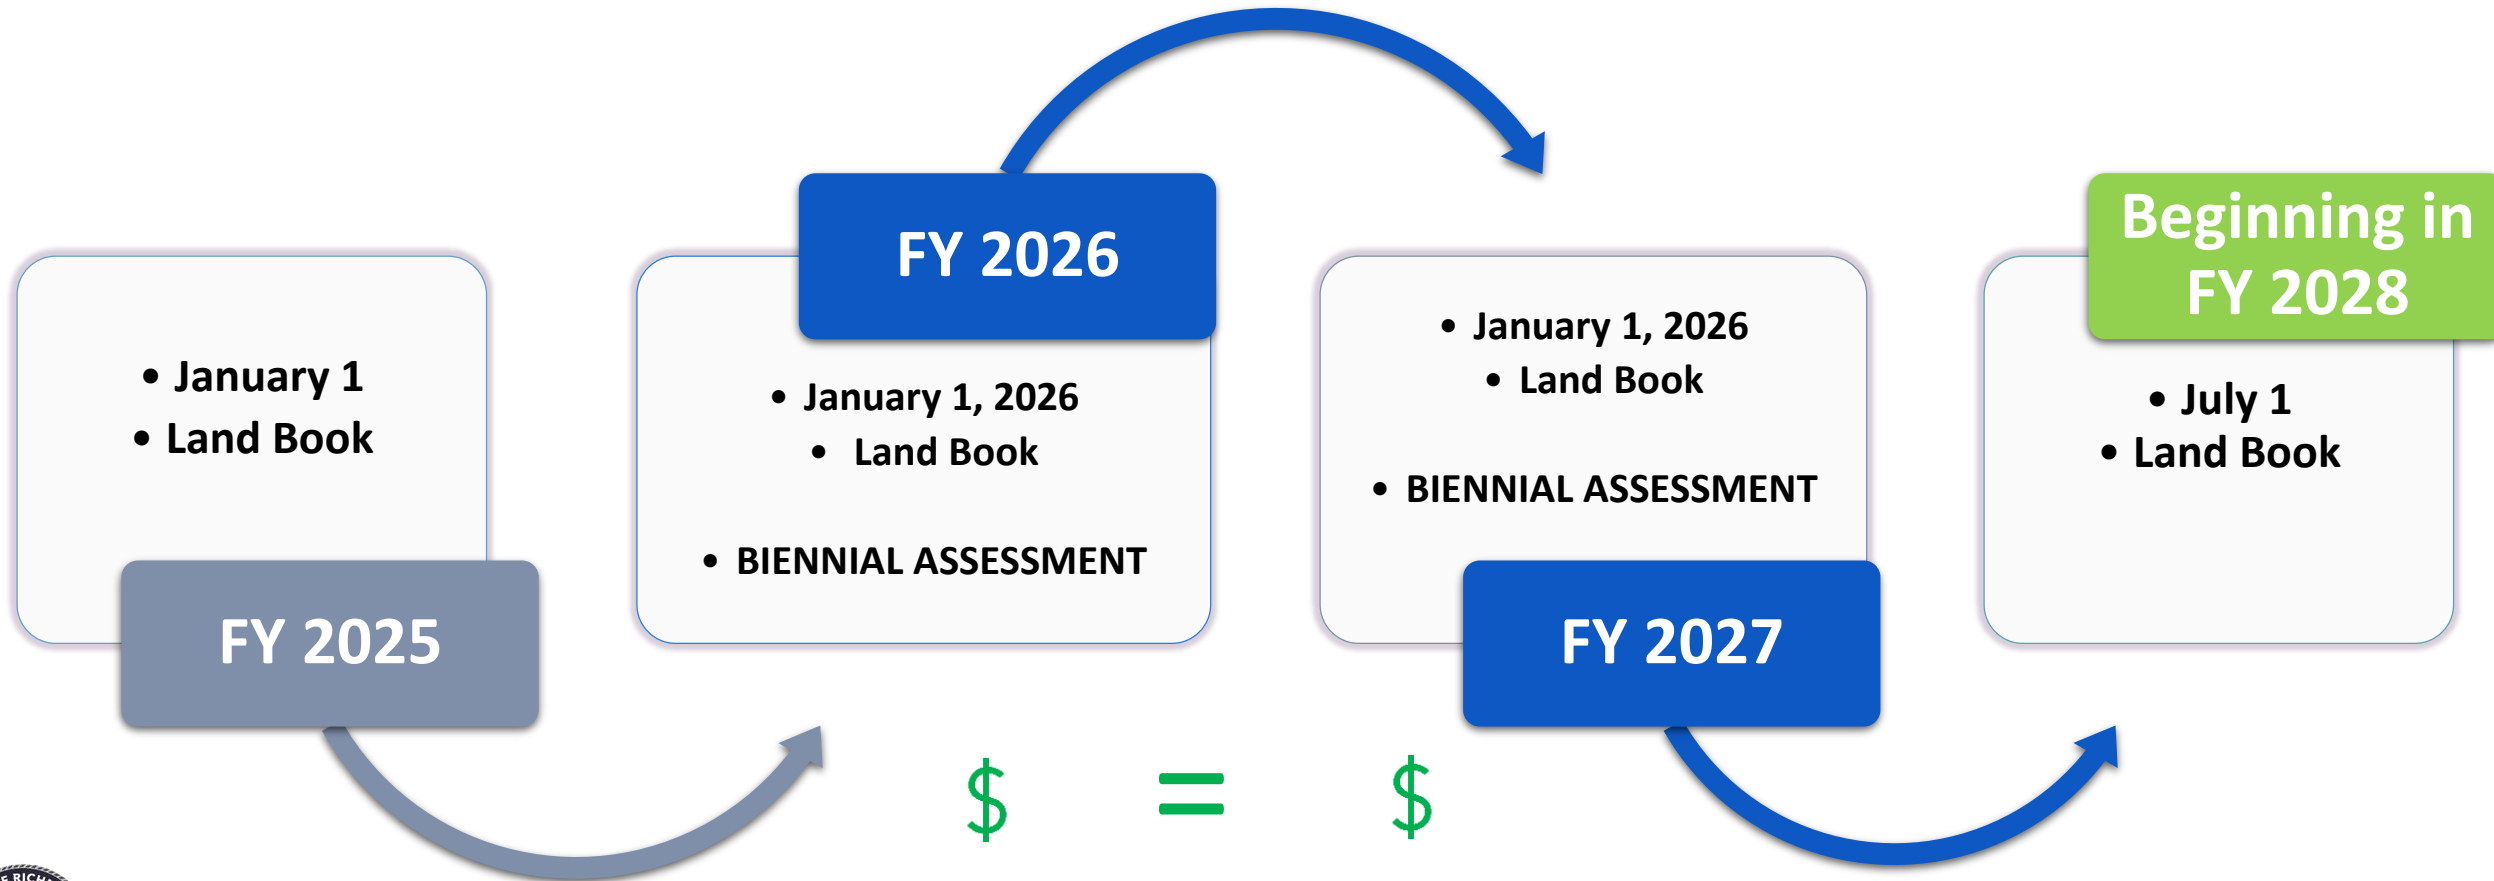 • January 1
• Land Book
FY 2025
FY 2026
• January 1, 2026
• Land Book
• BIENNIAL ASSESSMENT
• January 1, 2026
• Land Book
• BIENNIAL ASSESSMENT
FY 2027
Beginning in
FY 2028
• July 1
• Land Book
$ = $